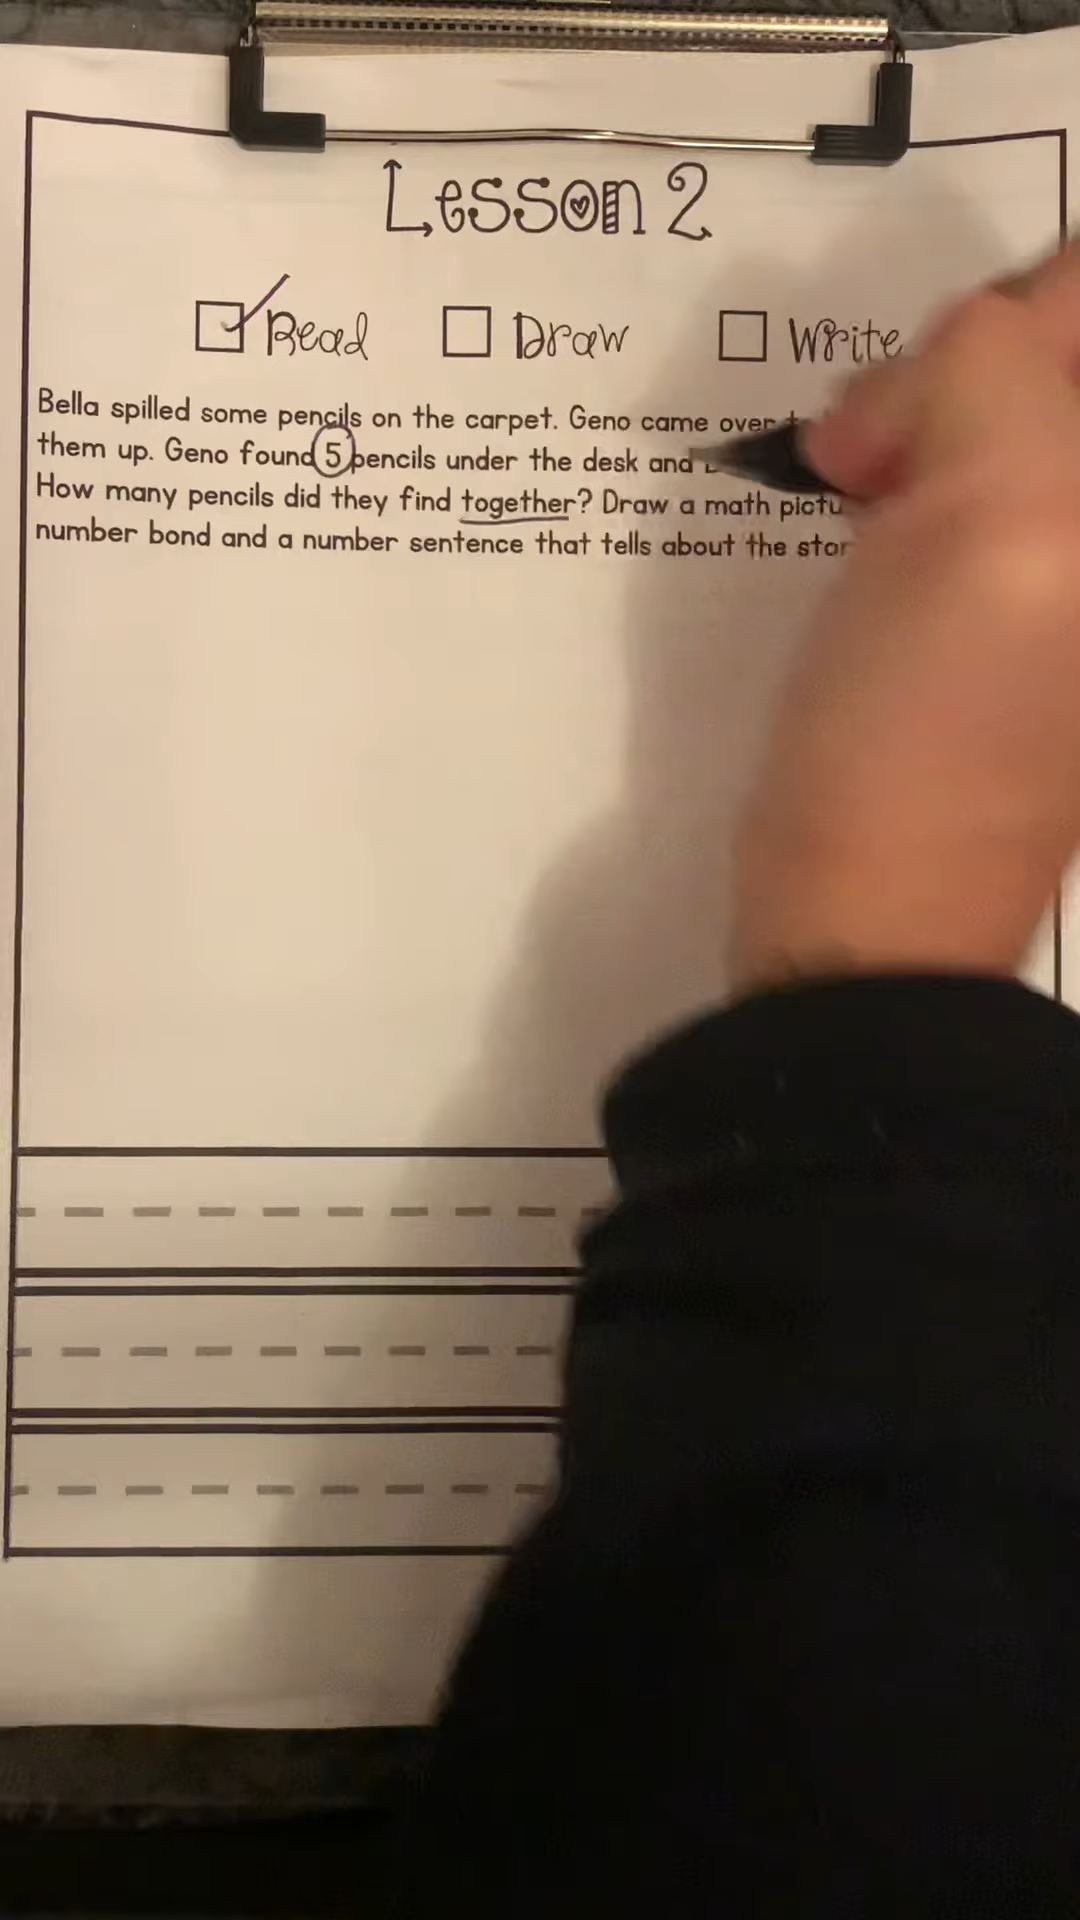 Lesson 2
Read Draw Write
Bella spilled some pencils on the carpet. Geno came over
them up. Geno found 5 pencils under the desk and
How many pencils did they find together? Draw a math
number bond and a number sentence that tells about the